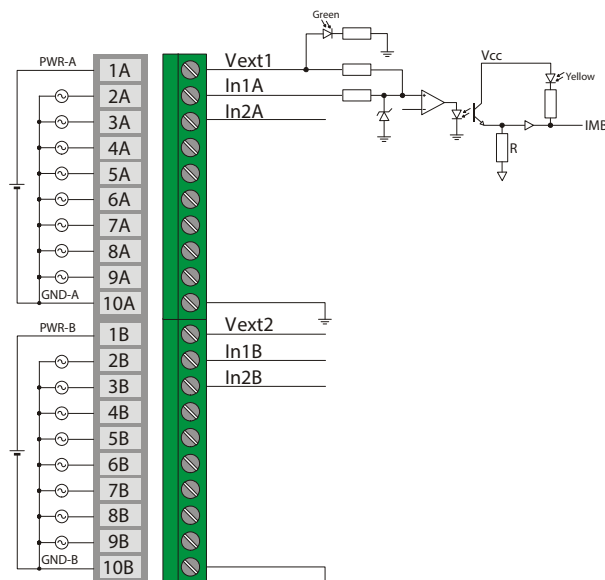 Green
PWR-A
1A
Vext1
Vcc
2A
In1A
Yellow
3A
In2A
IMB
4A
R
5A
6A
7A
8A
9A
GND-A
10A
PWR-B
1B
Vext2
2B
In1B
3B
In2B
4B
5B
6B
7B
8B
9B
GND-B
10B